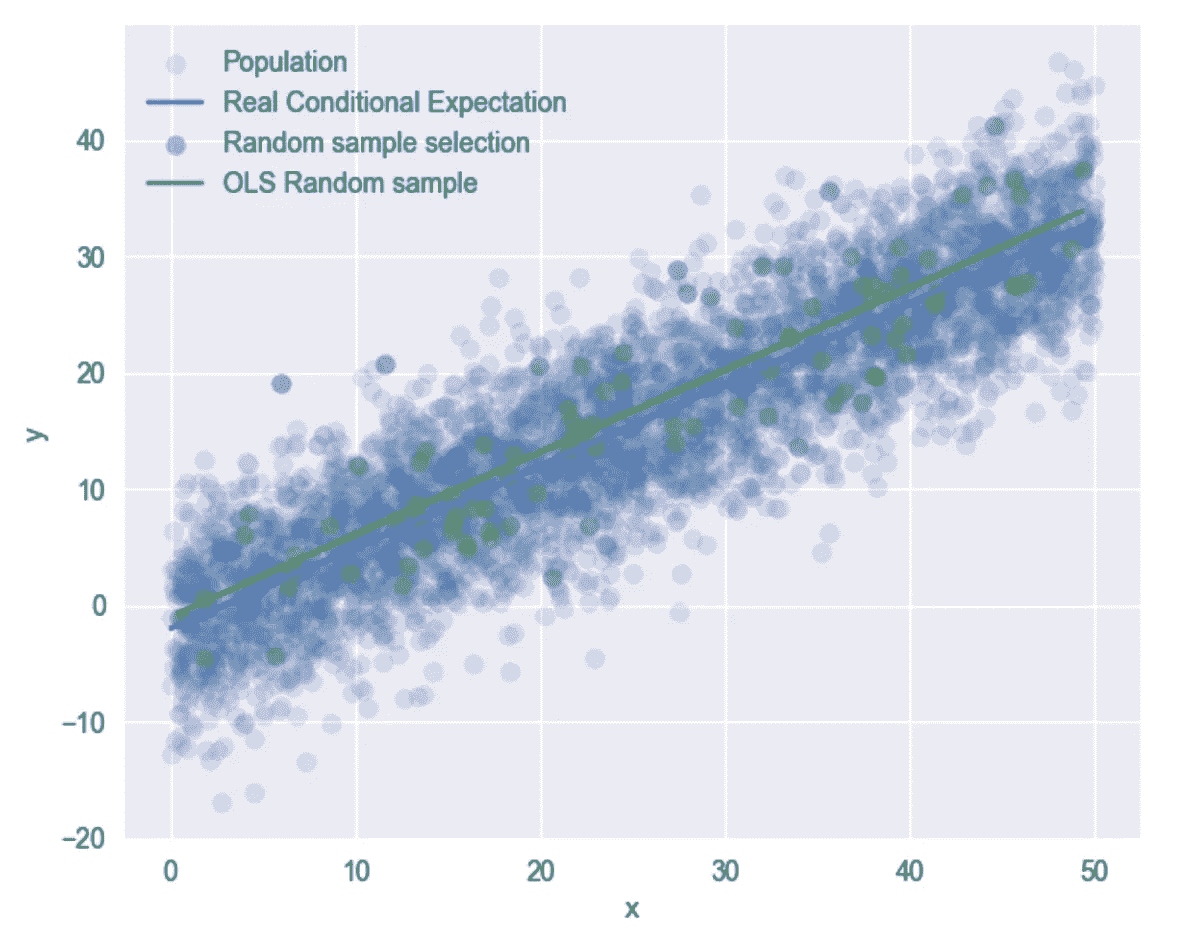 Population
Real Conditional Expectation
Random sample selection
OLS Random sample
40
30
20
10
0
−10
−20
y
0 10 20 30 40 50
x